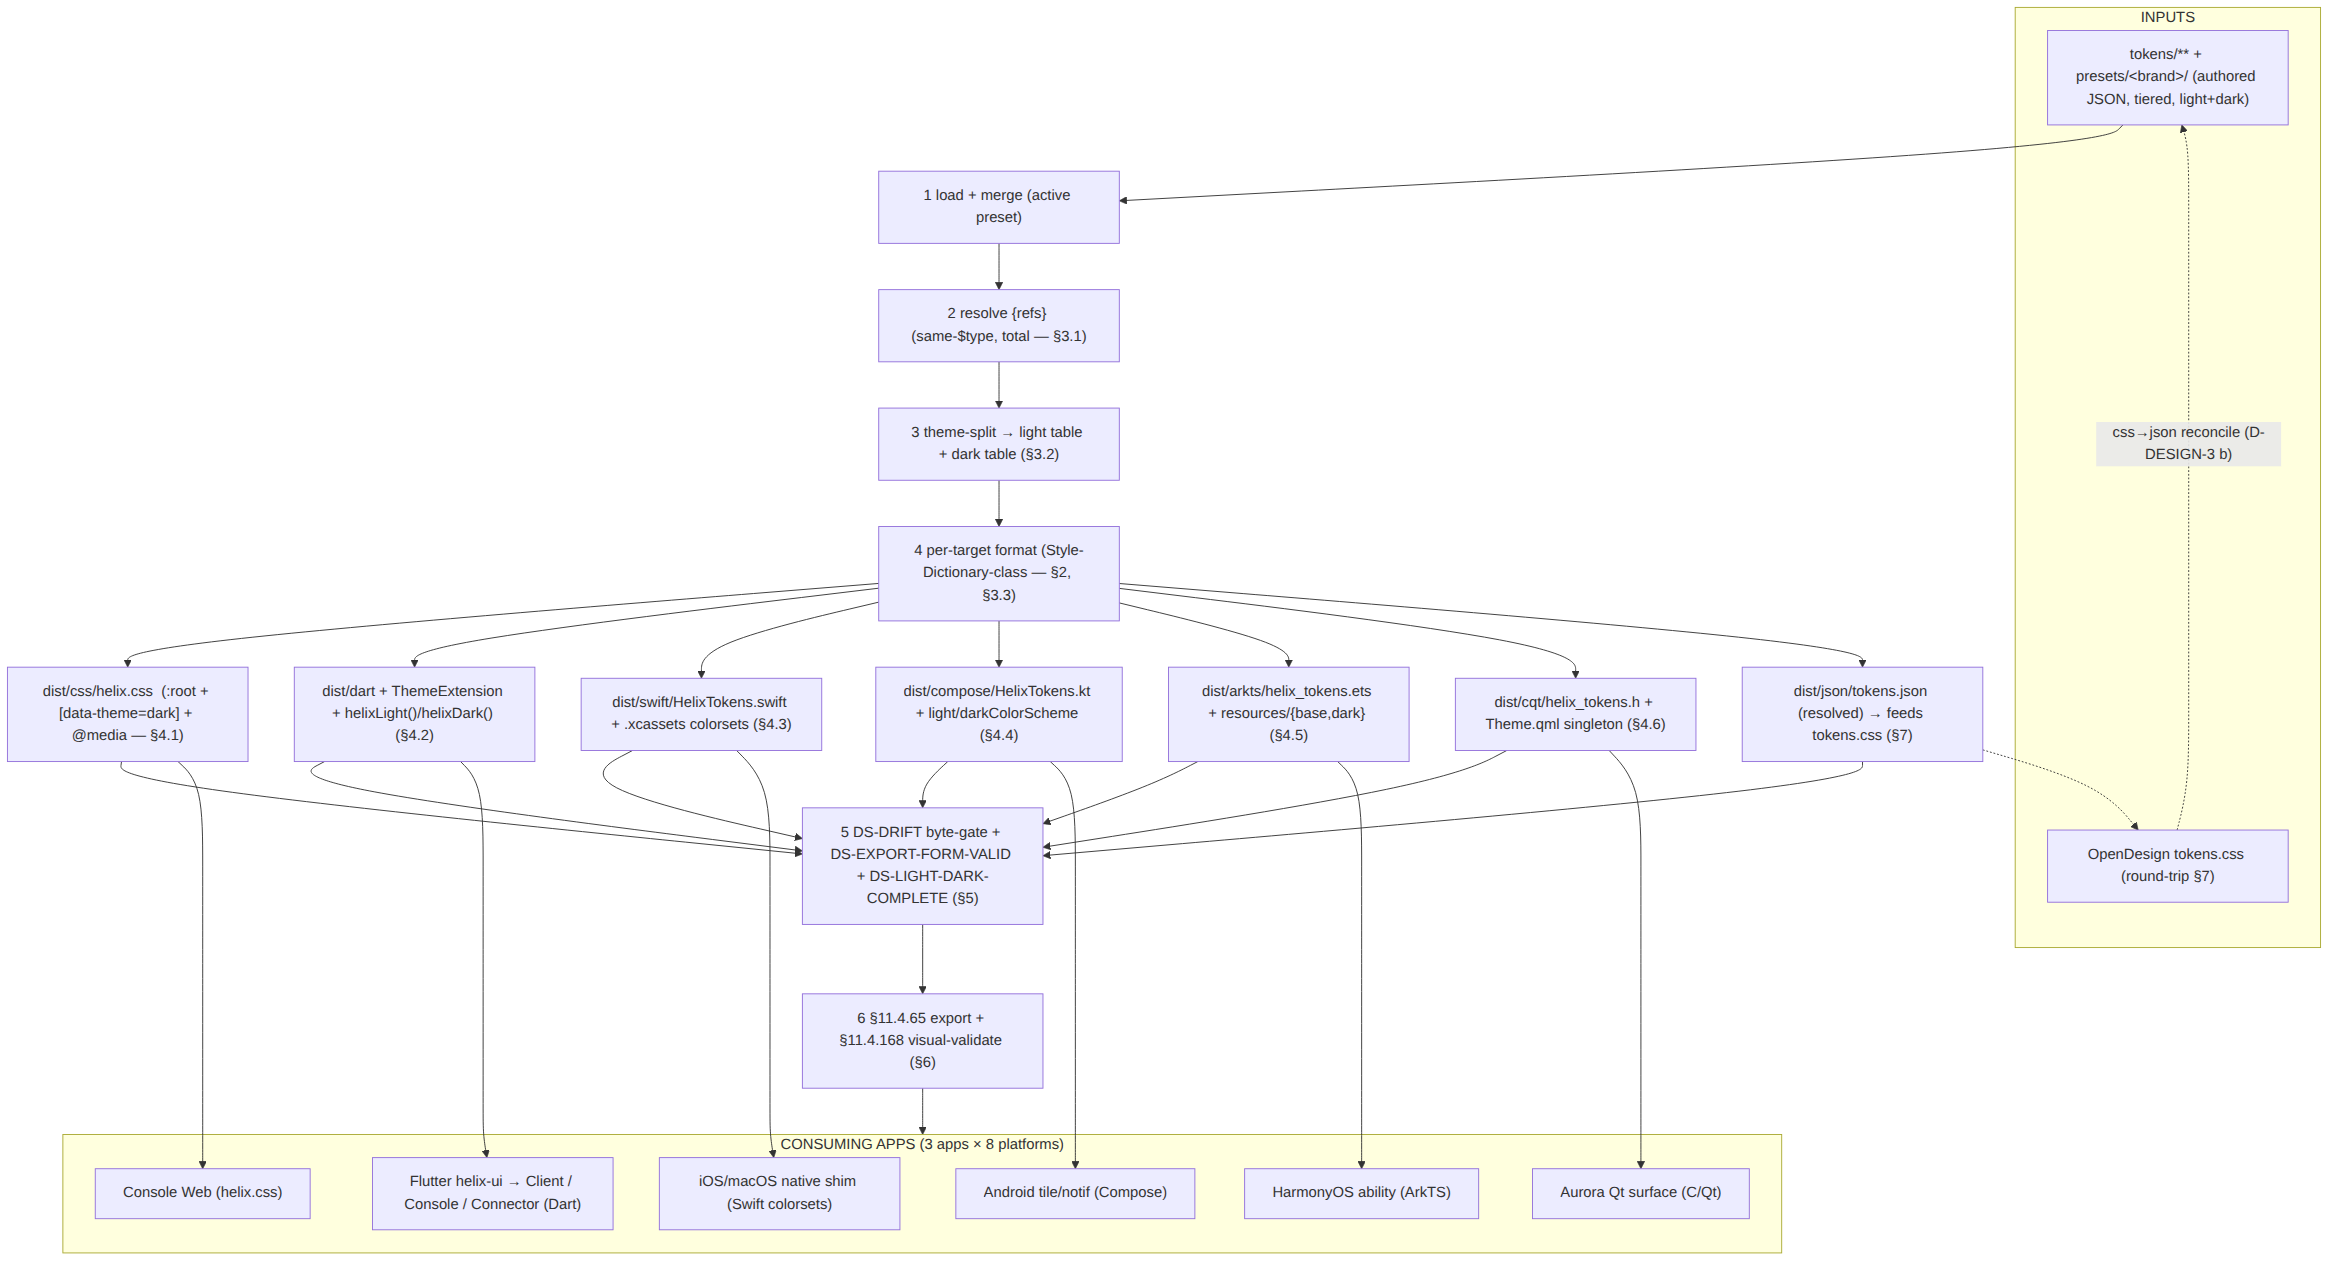 INPUTS
tokens/** +
presets/<brand>/ (authored
JSON, tiered, light+dark)
1 load + merge (active
preset)
2 resolve {refs}
(same-$type, total — §3.1)
3 theme-split → light table
+ dark table (§3.2)
css→json reconcile (D-
DESIGN-3 b)
4 per-target format (Style-
Dictionary-class — §2,
§3.3)
dist/css/helix.css (:root +
[data-theme=dark] +
@media — §4.1)
dist/dart + ThemeExtension
+ helixLight()/helixDark()
(§4.2)
dist/swift/HelixTokens.swift
+ .xcassets colorsets (§4.3)
dist/compose/HelixTokens.kt
+ light/darkColorScheme
(§4.4)
dist/arkts/helix_tokens.ets
+ resources/{base,dark}
(§4.5)
dist/cqt/helix_tokens.h +
Theme.qml singleton (§4.6)
dist/json/tokens.json
(resolved) → feeds
tokens.css (§7)
5 DS-DRIFT byte-gate +
DS-EXPORT-FORM-VALID
+ DS-LIGHT-DARK-
COMPLETE (§5)
OpenDesign tokens.css
(round-trip §7)
6 §11.4.65 export +
§11.4.168 visual-validate
(§6)
CONSUMING APPS (3 apps × 8 platforms)
Console Web (helix.css)
Flutter helix-ui → Client /
Console / Connector (Dart)
iOS/macOS native shim
(Swift colorsets)
Android tile/notif (Compose)
HarmonyOS ability (ArkTS)
Aurora Qt surface (C/Qt)